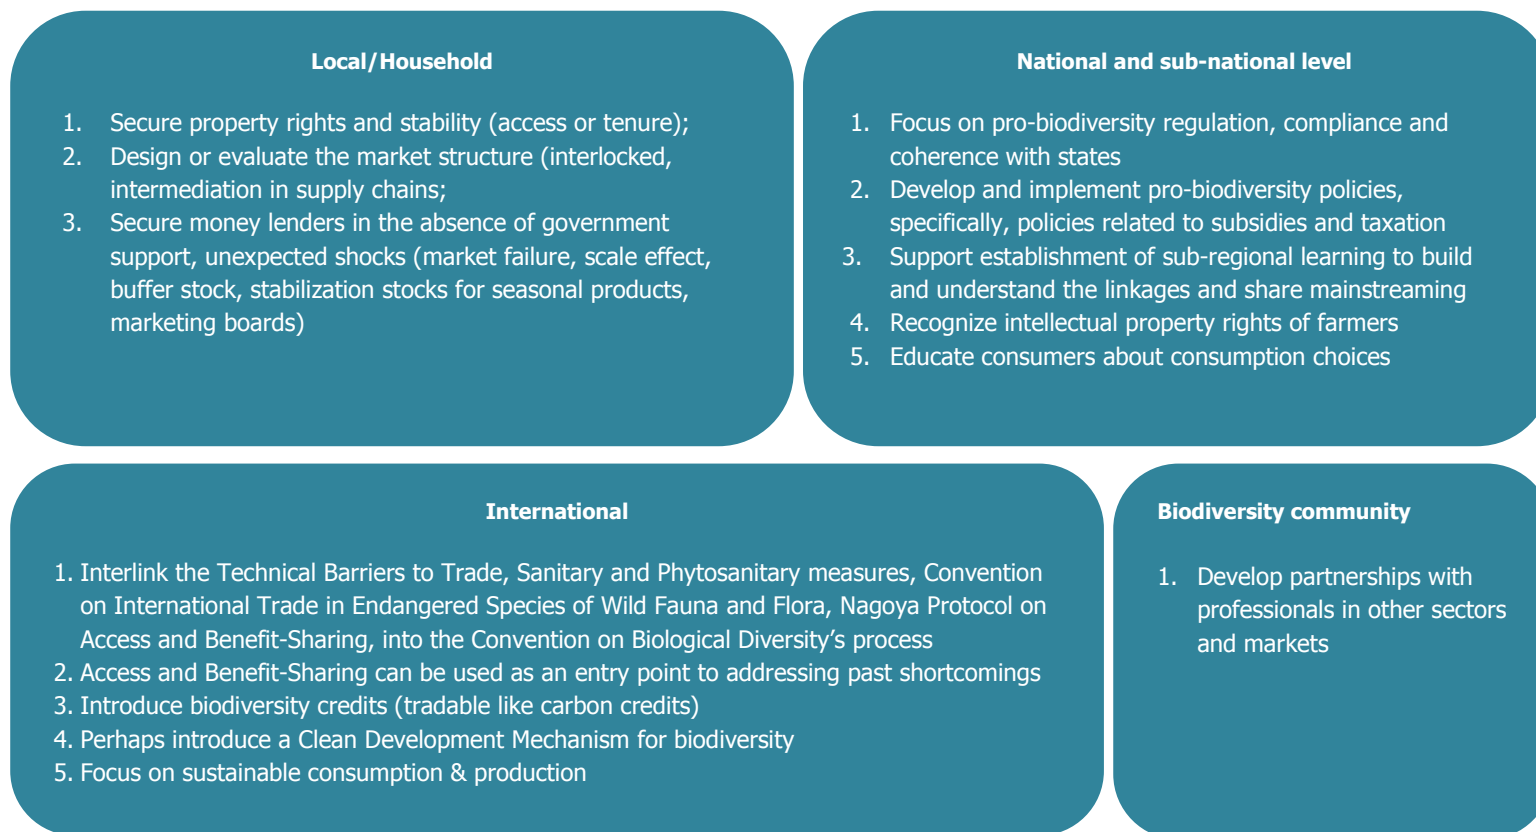 Local/Household
1. Secure property rights and stability (access or tenure);
2. Design or evaluate the market structure (interlocked,
intermediation in supply chains;
3. Secure money lenders in the absence of government
support, unexpected shocks (market failure, scale effect,
buffer stock, stabilization stocks for seasonal products,
marketing boards)
National and sub-national level
1. Focus on pro-biodiversity regulation, compliance and
coherence with states
2. Develop and implement pro-biodiversity policies,
specifically, policies related to subsidies and taxation
3. Support establishment of sub-regional learning to build
and understand the linkages and share mainstreaming
4. Recognize intellectual property rights of farmers
5. Educate consumers about consumption choices
International
1. Interlink the Technical Barriers to Trade, Sanitary and Phytosanitary measures, Convention
on International Trade in Endangered Species of Wild Fauna and Flora, Nagoya Protocol on
Access and Benefit-Sharing, into the Convention on Biological Diversity’s process
2. Access and Benefit-Sharing can be used as an entry point to addressing past shortcomings
3. Introduce biodiversity credits (tradable like carbon credits)
4. Perhaps introduce a Clean Development Mechanism for biodiversity
5. Focus on sustainable consumption & production
Biodiversity community
1. Develop partnerships with
professionals in other sectors
and markets